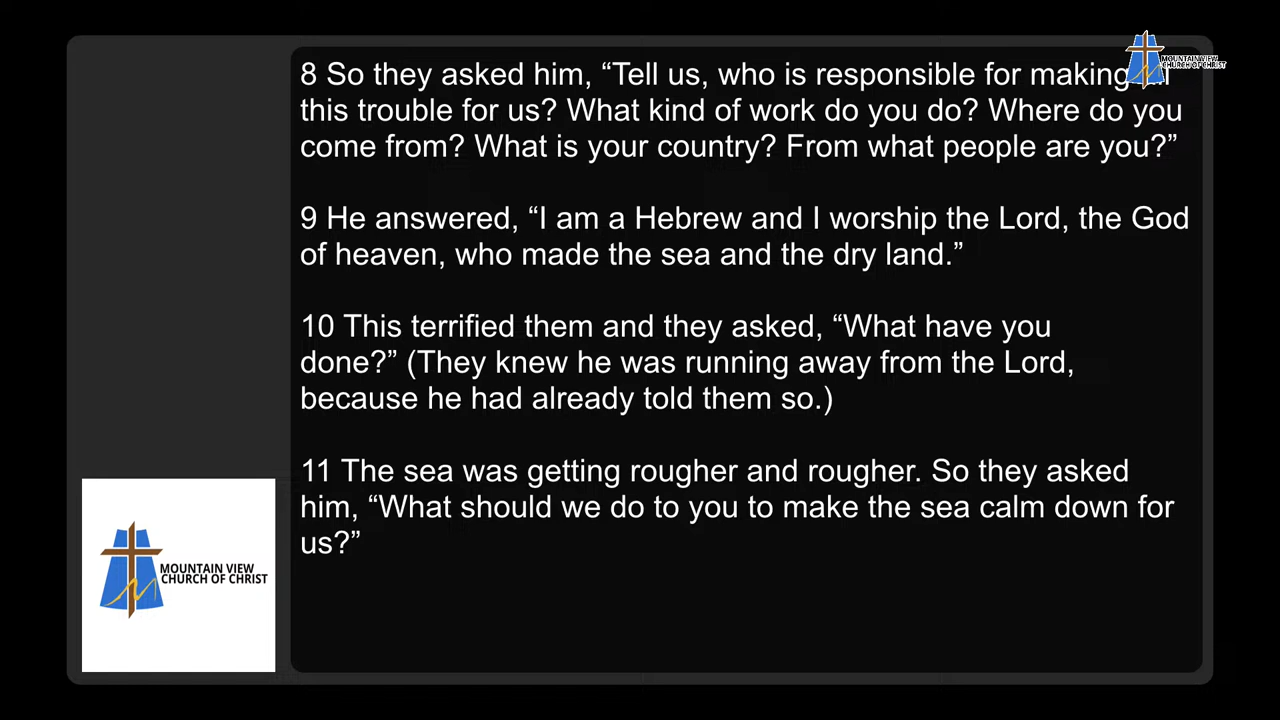 8 So they asked him, “Tell us, who is responsible for making
this trouble for us? What kind of work do you do? Where do you
come from? What is your country? From what people are you?”
9 He answered, “I am a Hebrew and I worship the Lord, the God
of heaven, who made the sea and the dry land.”
10 This terrified them and they asked, “What have you
done?” (They knew he was running away from the Lord,
because he had already told them so.)
11 The sea was getting rougher and rougher. So they asked
him, “What should we do to you to make the sea calm down for
us?”
MOUNTAIN VIEW
CHURCH OF CHRIST
MOUNTAIN VIEW
CHURCH OF CHRIST